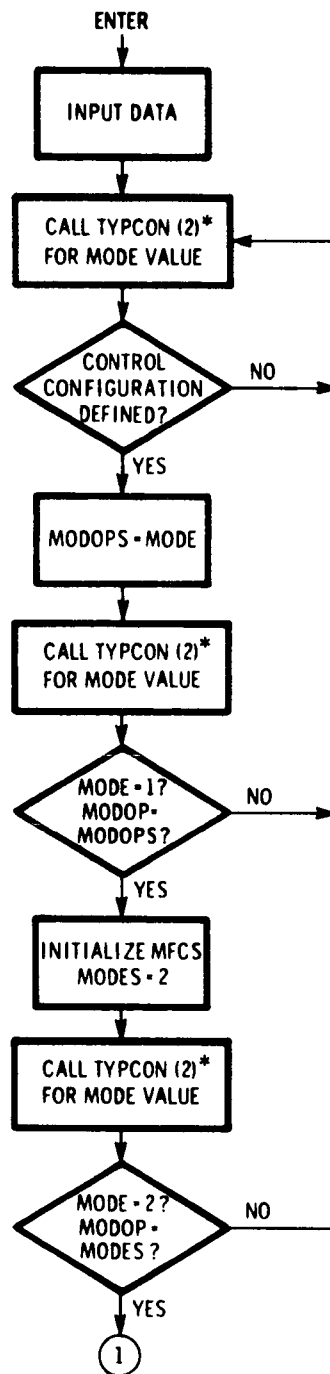 ENTER
INPUT DATA
CALL TYPCON (2)*
FOR MODE VALUE
CONTROL
CONFIGURATION
DEFINED?
NO
YES
MODOPS = MODE
CALL TYPCON (2)*
FOR MODE VALUE
MODE = 1?
MODOP=
MODOPS?
NO
YES
INITIALIZE MFCS
MODES = 2
CALL TYPCON (2)*
FOR MODE VALUE
MODE = 2?
MODOP =
MODES?
NO
YES
1